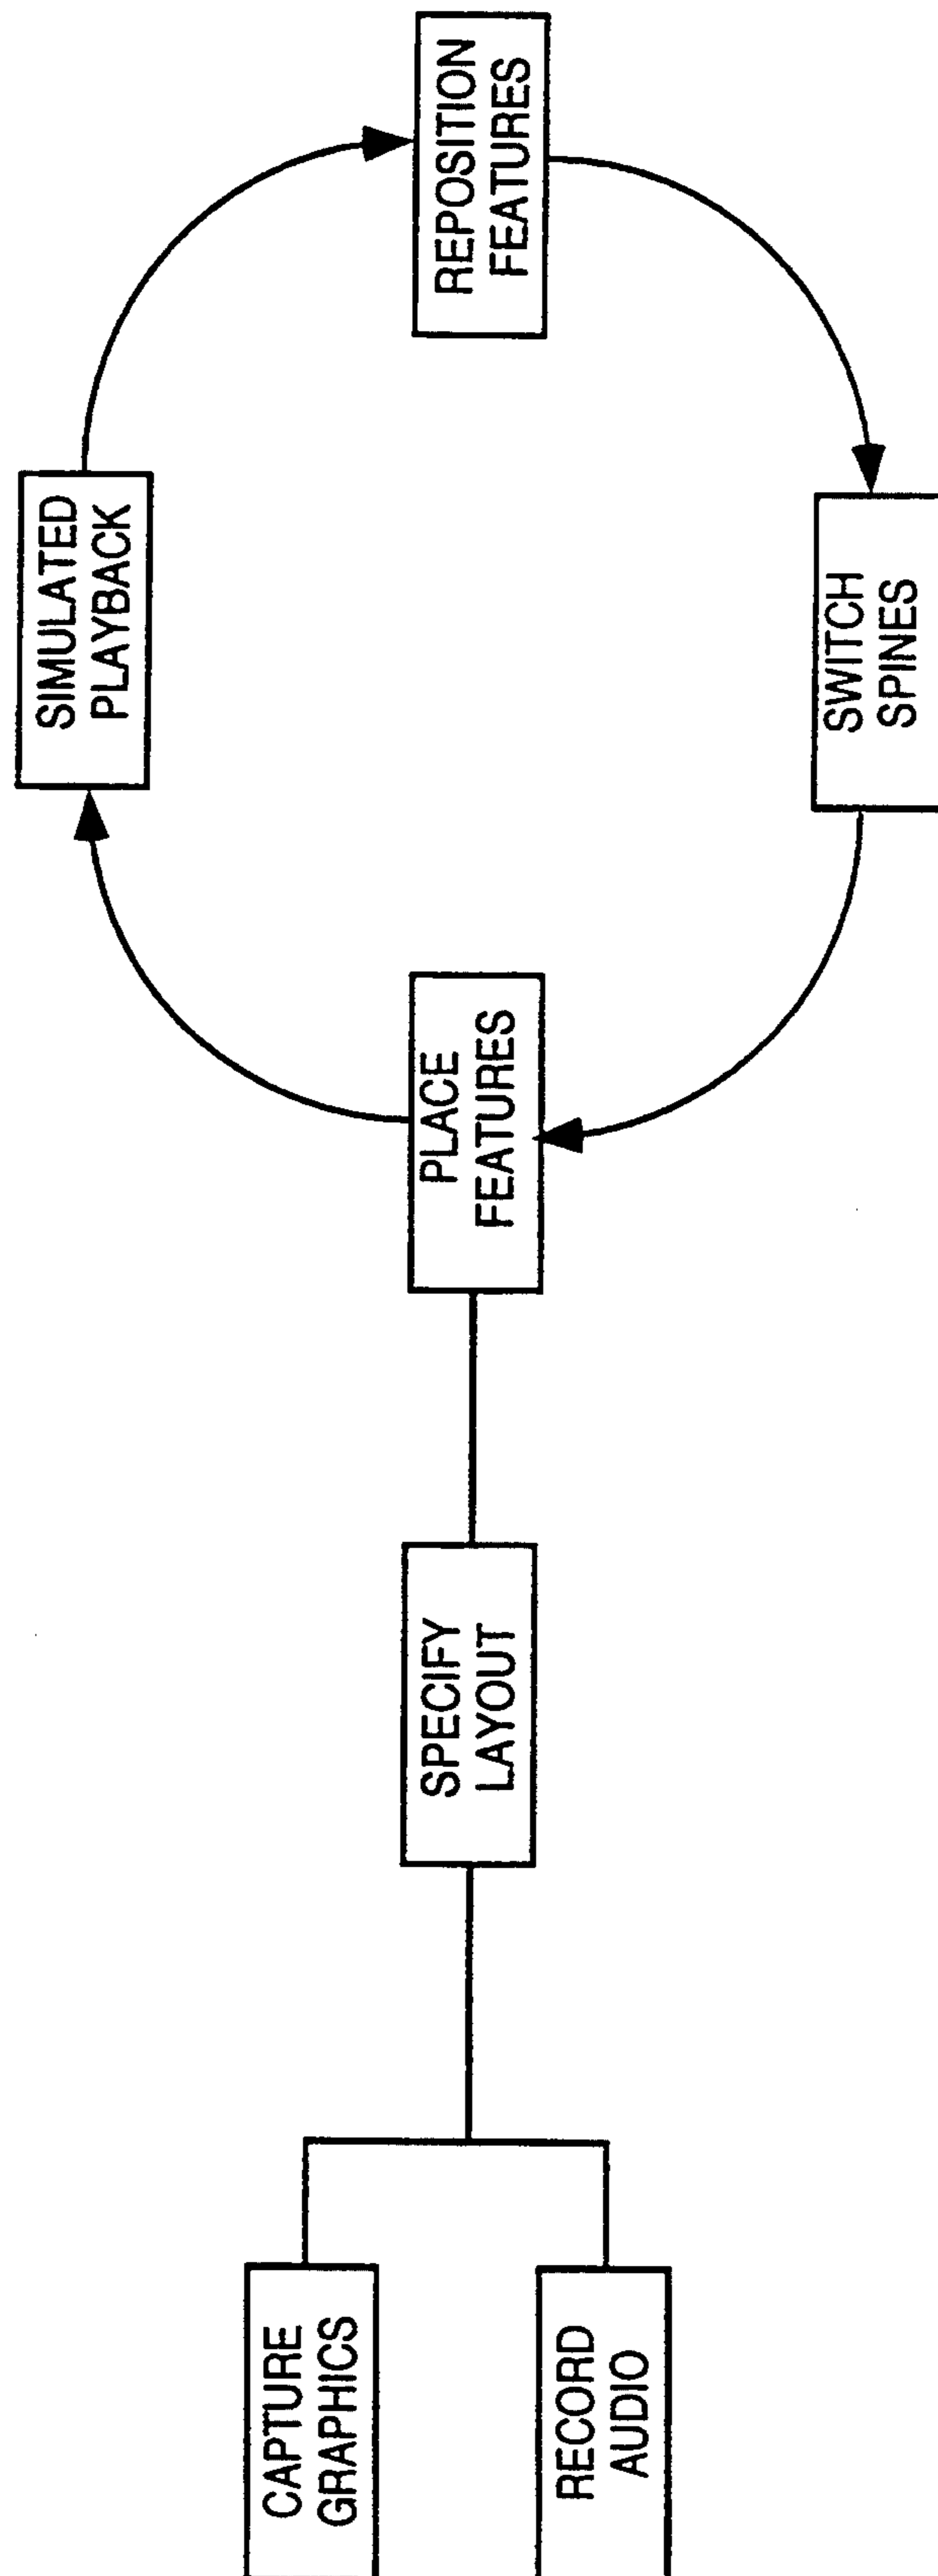 CAPTURE
GRAPHICS
RECORD
AUDIO
SPECIFY
LAYOUT
PLACE
FEATURES
SIMULATED
PLAYBACK
REPOSITION
FEATURES
SWITCH
SPINES